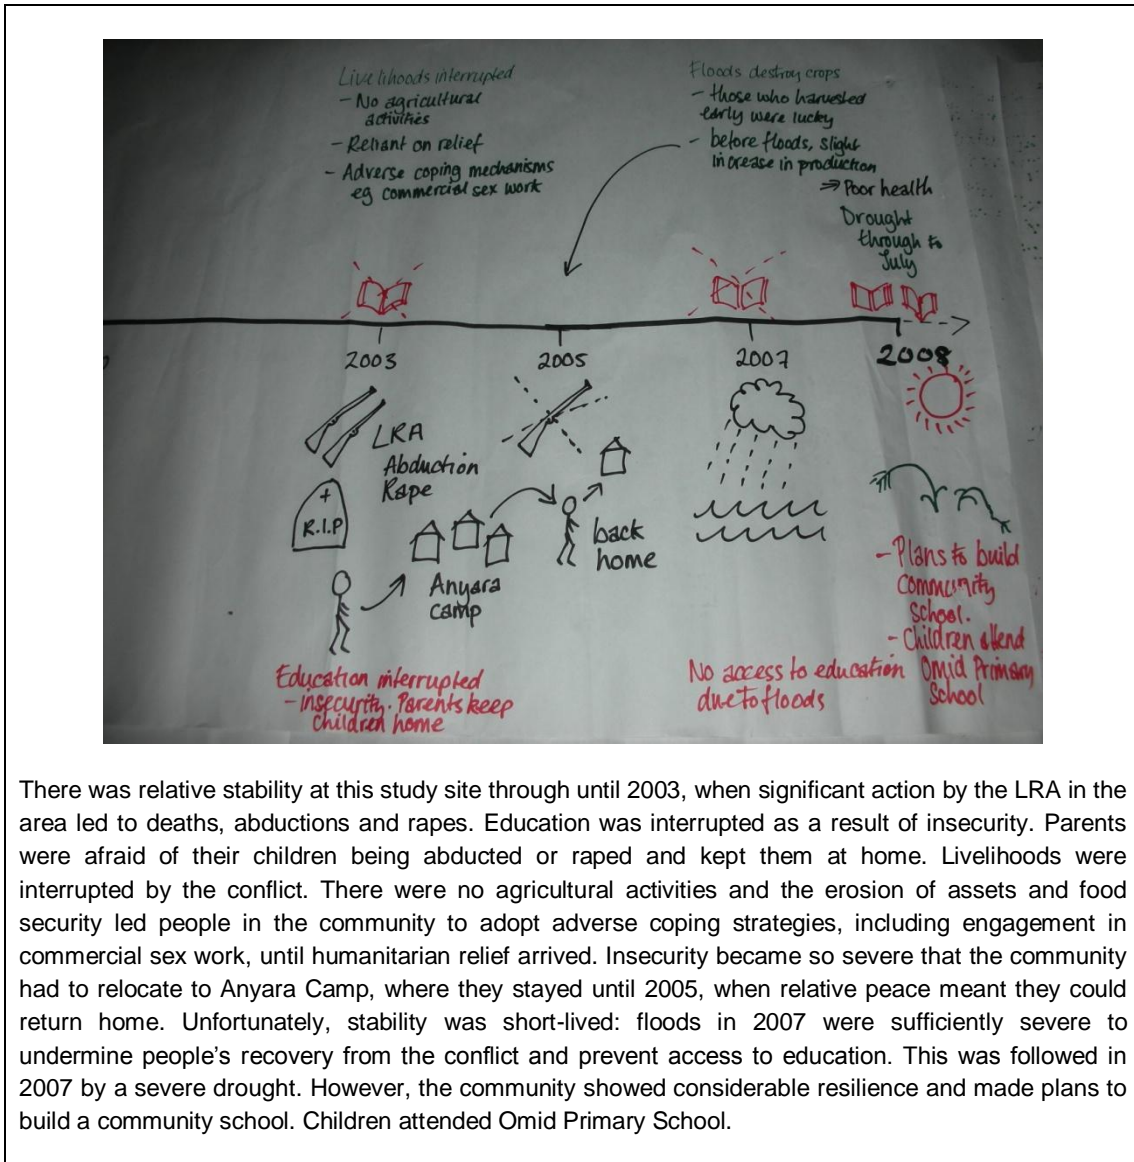 Livelihoods interrupted
- No agricultural
activities
- Reliant on relief
- Adverse coping mechanisms
eg commercial sex work
Floods destroy crops
- those who harvested
early were lucky
- before floods, slight
increase in production
⇒ Poor health
Drought
through to
July
2003
2005
2007
2008
LRA
Abduction
Rape
R.I.P
Anyara
camp
back
home
Education interrupted
- insecurity. Parents keep
children home
No access to education
due to floods
- Plans to build
Community
School.
- Children attend
Omid Primary
School
There was relative stability at this study site through until 2003, when significant action by the LRA in the
area led to deaths, abductions and rapes. Education was interrupted as a result of insecurity. Parents
were afraid of their children being abducted or raped and kept them at home. Livelihoods were
interrupted by the conflict. There were no agricultural activities and the erosion of assets and food
security led people in the community to adopt adverse coping strategies, including engagement in
commercial sex work, until humanitarian relief arrived. Insecurity became so severe that the community
had to relocate to Anyara Camp, where they stayed until 2005, when relative peace meant they could
return home. Unfortunately, stability was short-lived: floods in 2007 were sufficiently severe to
undermine people's recovery from the conflict and prevent access to education. This was followed in
2007 by a severe drought. However, the community showed considerable resilience and made plans to
build a community school. Children attended Omid Primary School.